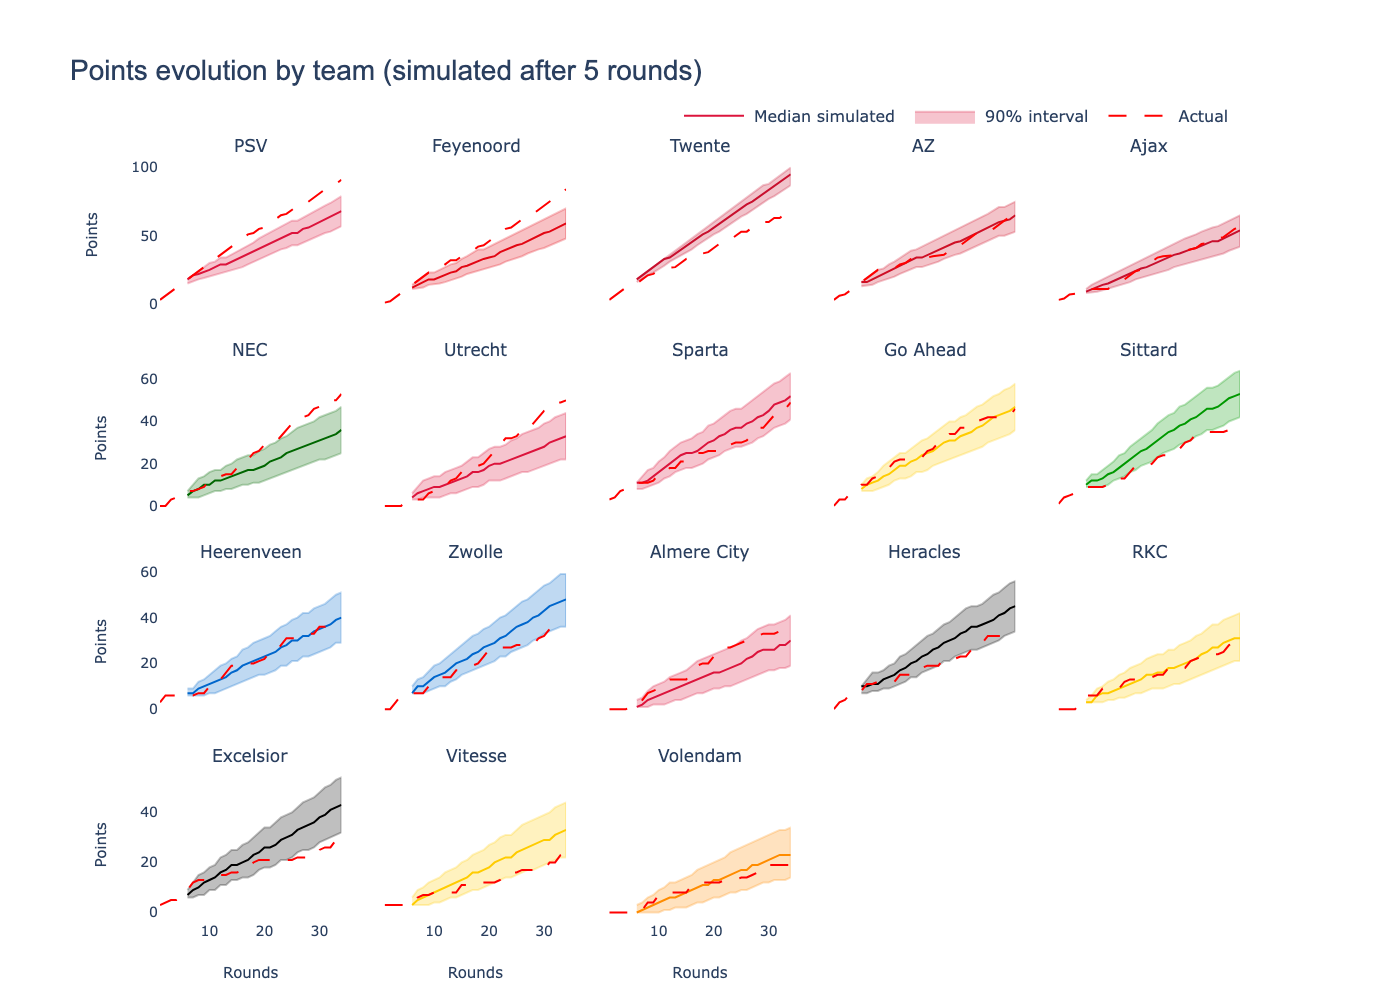 Points evolution by team (simulated after 5 rounds)
Median simulated 90% interval Actual
PSV Feyenoord Twente AZ Ajax
100
50
0
Points
NEC Utrecht Sparta Go Ahead Sittard
60
40
20
0
Points
Heerenveen Zwolle Almere City Heracles RKC
60
40
20
0
Points
Excelsior Vitesse Volendam
40
20
0
Points
10 20 30 10 20 30 10 20 30
Rounds Rounds Rounds